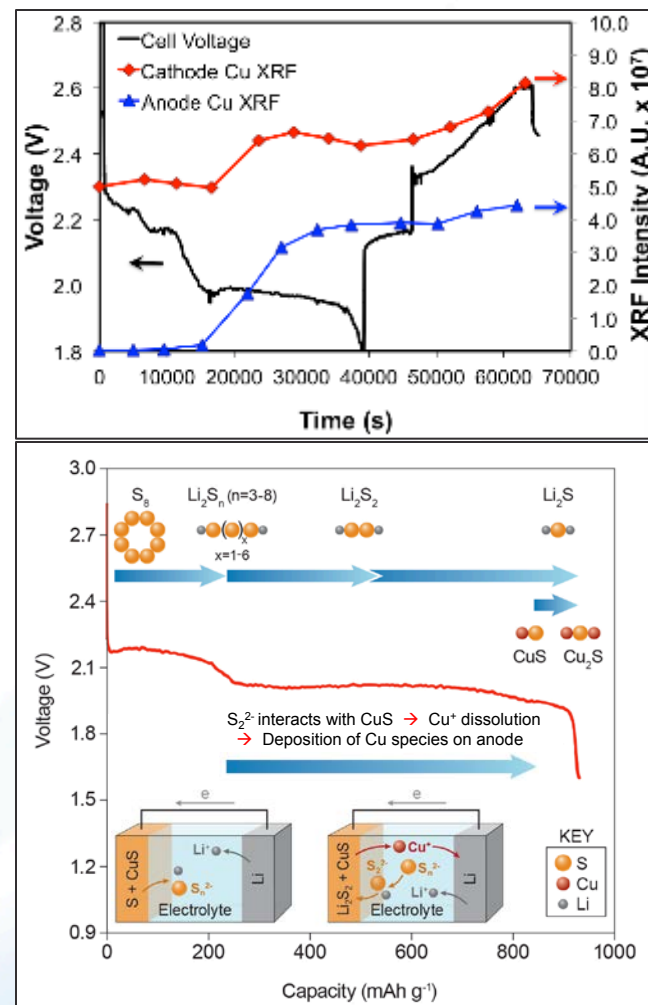 Cell Voltage
Cathode Cu XRF
Anode Cu XRF
2.8
2.6
2.4
2.2
2.0
1.8
Voltage (V)
10.0
9.0
8.0
7.0
6.0
5.0
4.0
3.0
2.0
1.0
0.0
XRF Intensity (A.U. x 10⁷)
0 10000 20000 30000 40000 50000 60000 70000
Time (s)
3.0
2.7
2.4
2.1
1.8
1.5
1.2
0.9
Voltage (V)
S₈ Li₂Sₙ (n=3-8) Li₂S₂ Li₂S
( )ₓ
x=1-6
CuS Cu₂S
S₂²⁻ interacts with CuS → Cu⁺ dissolution
→ Deposition of Cu species on anode
e
S + CuS
Li⁺
Sₙ²⁻
Li
Electrolyte
e
Li₂S₂ + CuS
Cu⁺
S₂²⁻
Sₙ²⁻
Li⁺
Li
Electrolyte
KEY
S
Cu
Li
0 200 400 600 800 1000
Capacity (mAh g⁻¹)